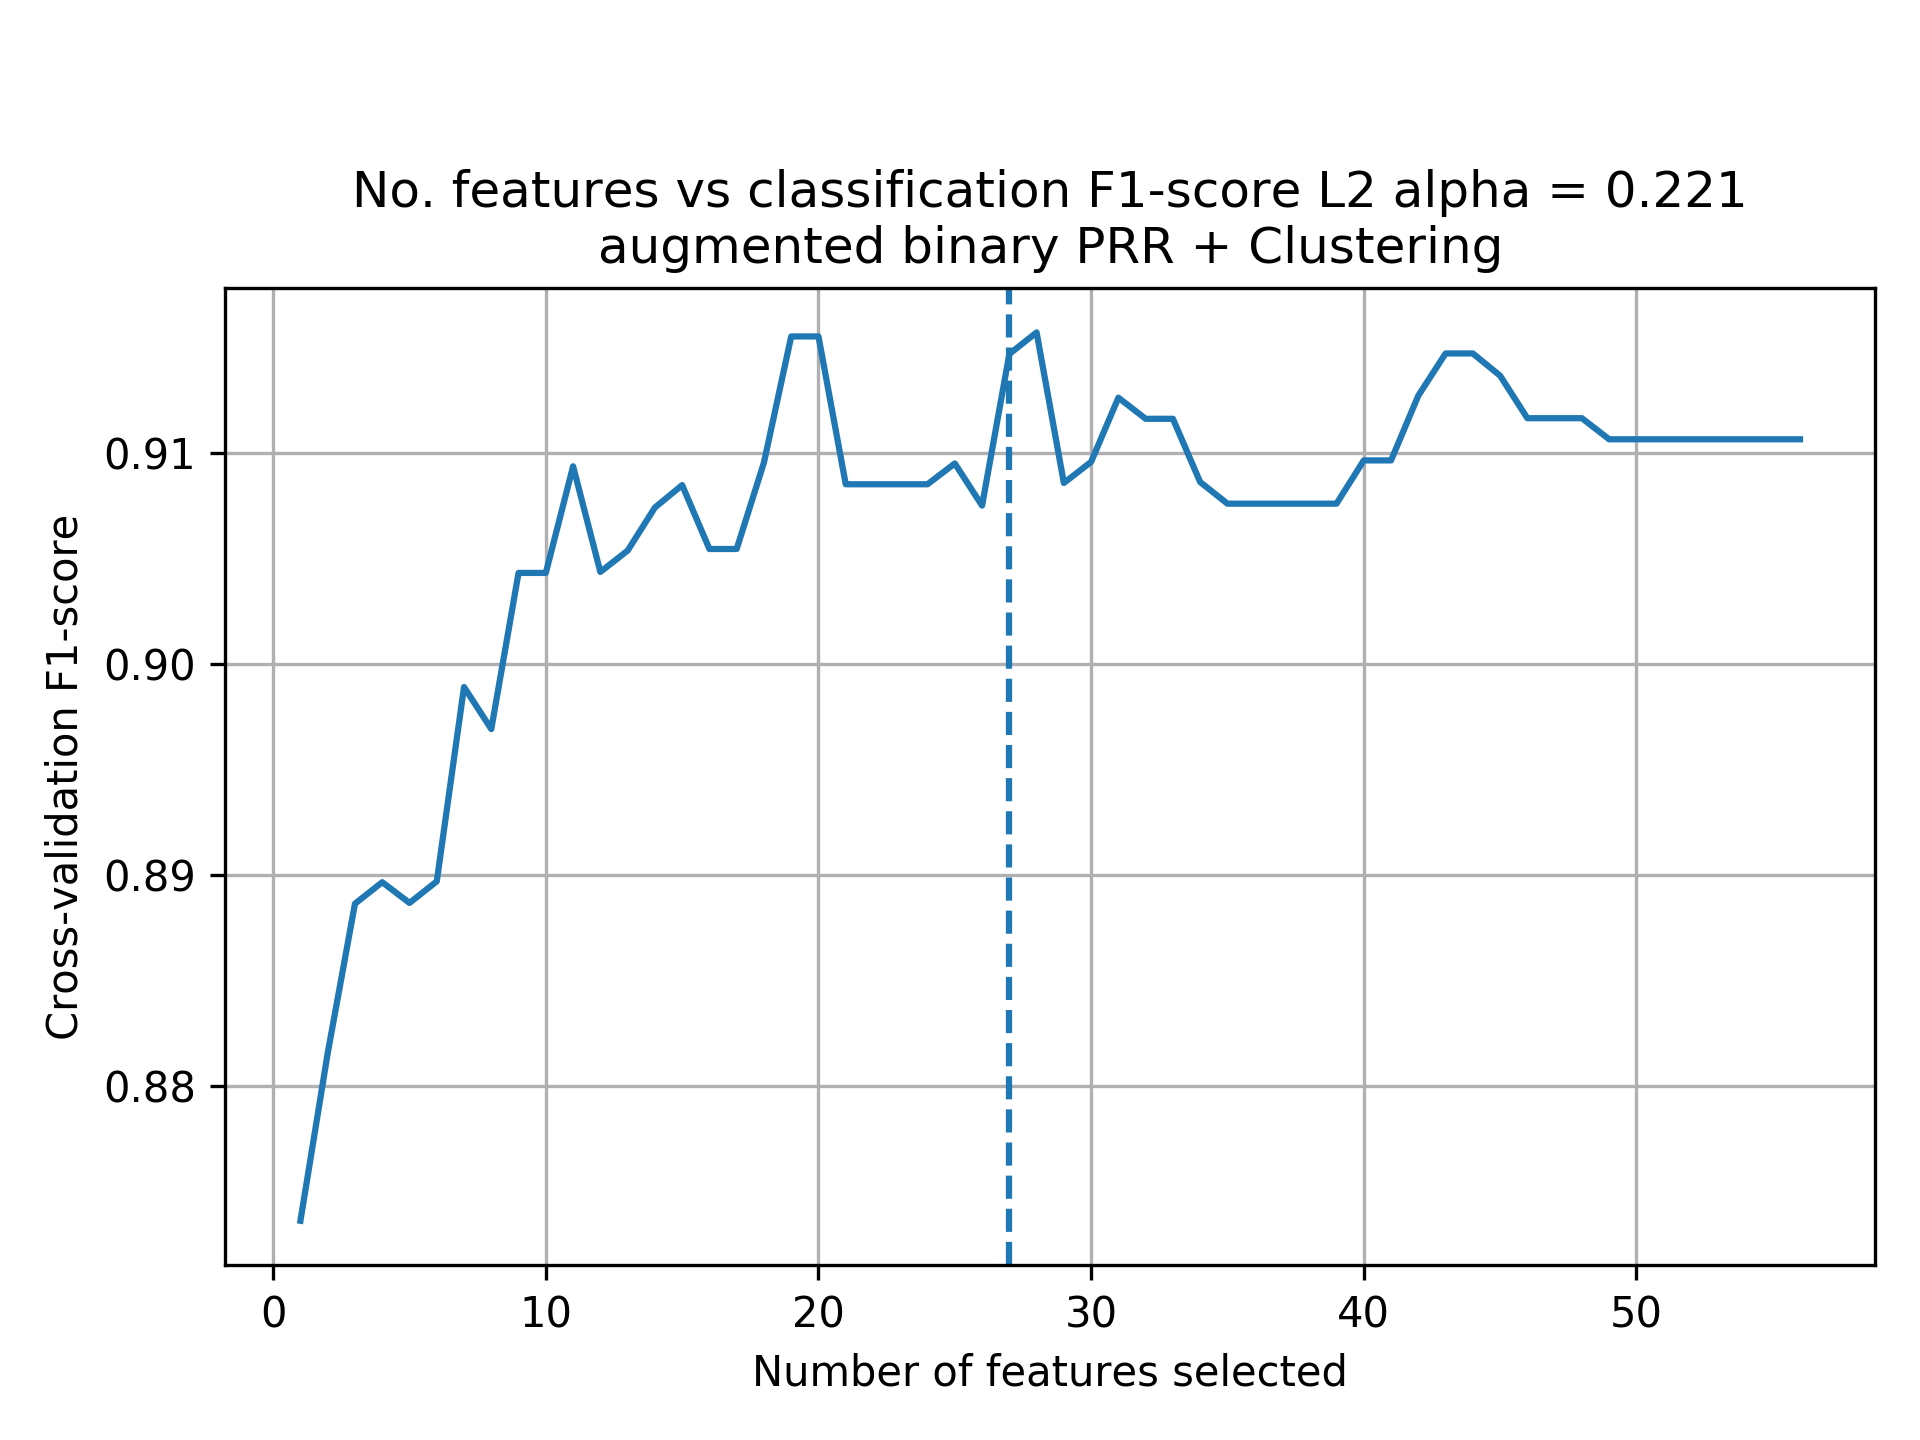 No. features vs classification F1-score L2 alpha = 0.221
augmented binary PRR + Clustering
Cross-validation F1-score
0.91
0.90
0.89
0.88
0
10
20
30
40
50
Number of features selected